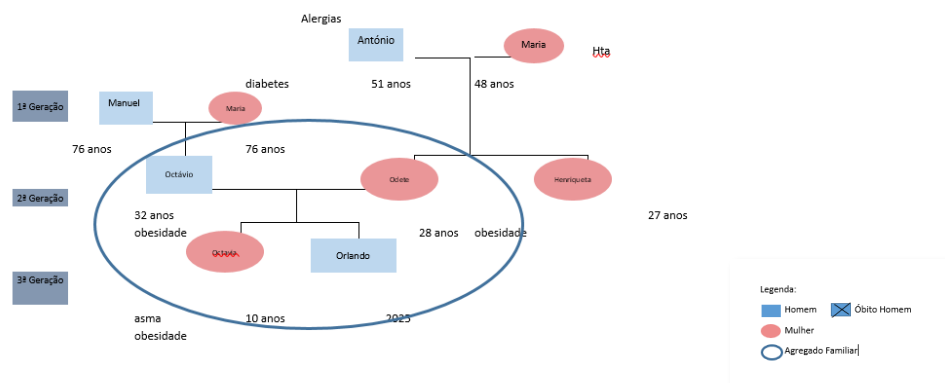 Alergias
António
Maria
Hta
diabetes
51 anos
48 anos
1ª Geração
Manuel
Maria
76 anos
76 anos
Octávio
Odete
Henriqueta
2ª Geração
32 anos
obesidade
28 anos
obesidade
27 anos
Octavia
Orlando
3ª Geração
asma
obesidade
10 anos
2023
Legenda:
Homem
Óbito Homem
Mulher
Agregado Familiar